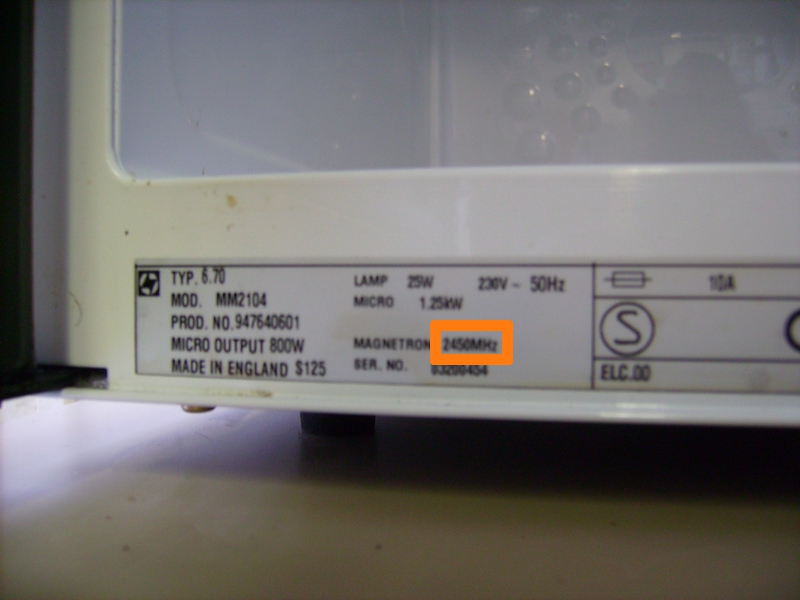 TYP. 6.70
MOD. MM2104
PROD. NO.947640601
MICRO OUTPUT 800W
MADE IN ENGLAND S125
LAMP 25W 230V ~ 50Hz
MICRO 1.25kW
MAGNETRON 2450MHz
SER. NO. 03200454
10A
S
ELC.00